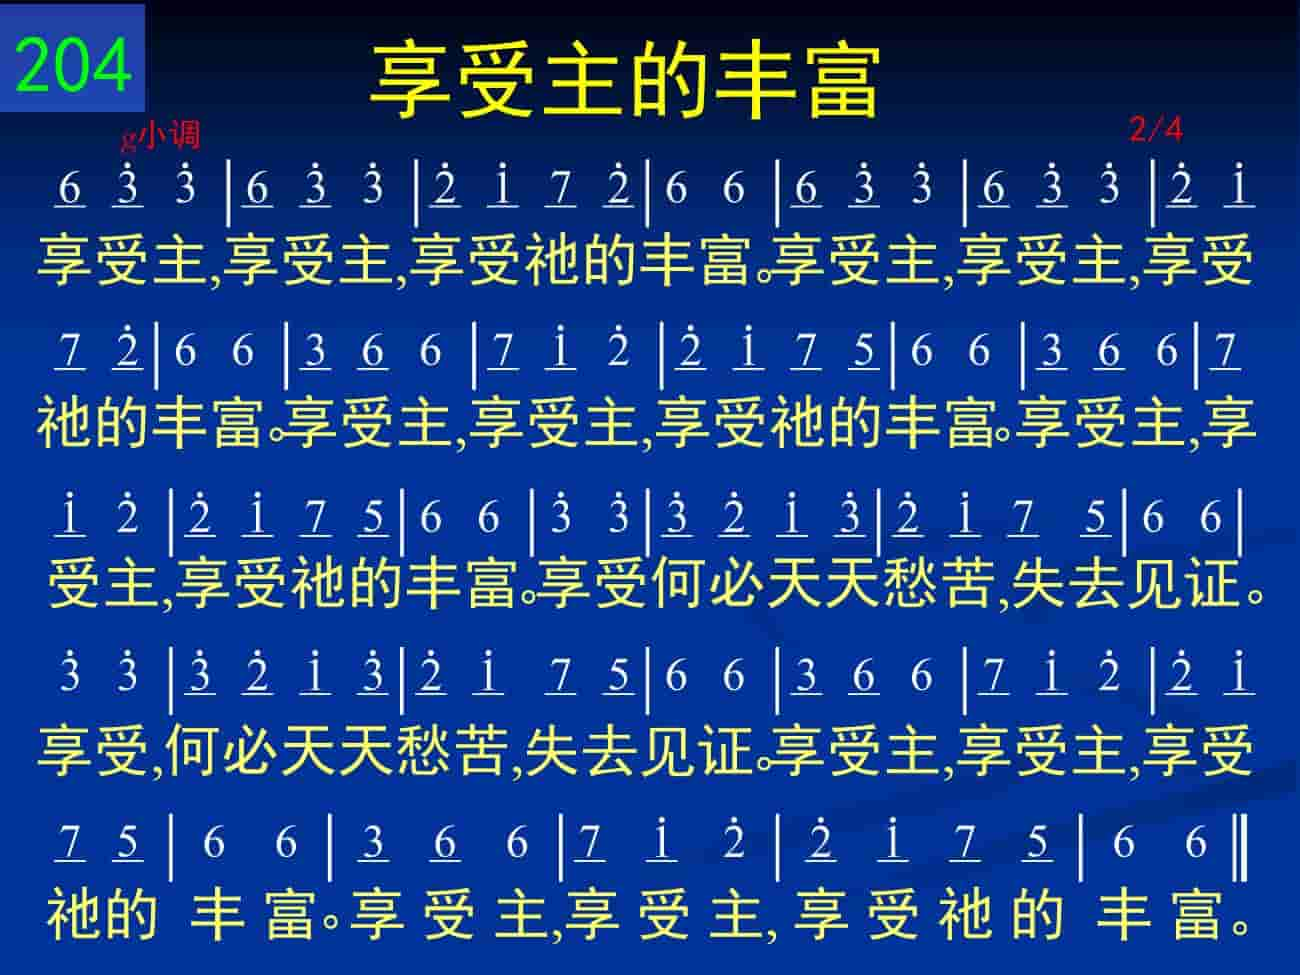 204
享受主的丰富
g小调
2/4
6 3̇ 3̇ |6 3̇ 3̇ |2̇ 1̇ 7 2̇ |6 6 |6 3̇ 3̇ |6 3̇ 3̇ |2̇ 1̇
享受主,享受主,享受祂的丰富。享受主,享受主,享受
7 2̇ |6 6 |3 6 6 |7 1̇ 2̇ |2̇ 1̇ 7 5 |6 6 |3 6 6 |7
祂的丰富。享受主,享受主,享受祂的丰富。享受主,享
1̇ 2̇ |2̇ 1̇ 7 5 |6 6 |3̇ 3̇ |3̇ 2̇ 1̇ 3̇ |2̇ 1̇ 7 5 |6 6 |
受主,享受祂的丰富。享受何必天天愁苦,失去见证。
3̇ 3̇ |3̇ 2̇ 1̇ 3̇ |2̇ 1̇ 7 5 |6 6 |3 6 6 |7 1̇ 2̇ |2̇ 1̇
享受,何必天天愁苦,失去见证。享受主,享受主,享受
7 5 |6 6 |3 6 6 |7 1̇ 2̇ |2̇ 1̇ 7 5 |6 6 ‖
祂的 丰 富。享 受 主,享 受 主, 享 受 祂 的 丰 富。